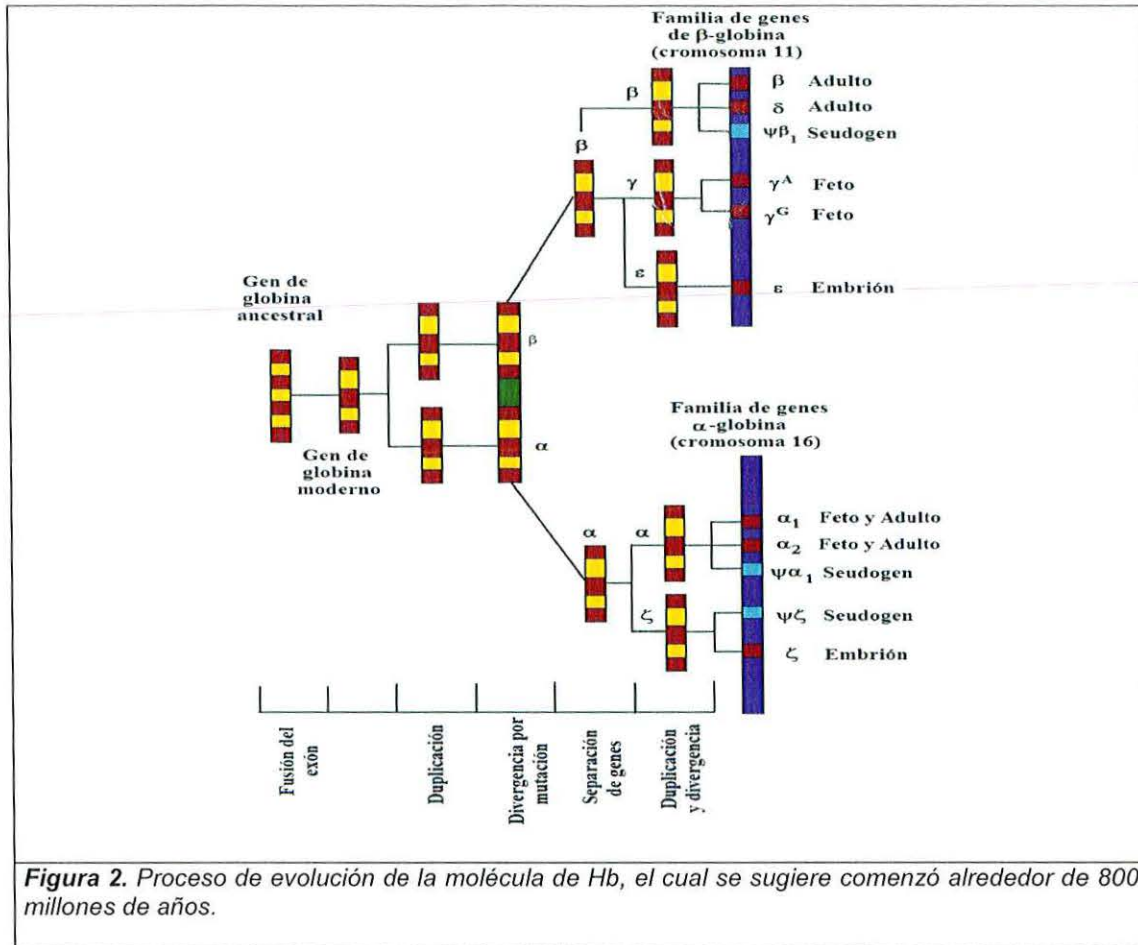 Familia de genes
de β-globina
(cromosoma 11)
β Adulto
δ Adulto
ψβ1 Seudogen
γA Feto
γG Feto
ε Embrión
β
β
γ
ε
Gen de
globina
ancestral
Gen de
globina
moderno
β
α
Familia de genes
α-globina
(cromosoma 16)
α1 Feto y Adulto
α2 Feto y Adulto
ψα1 Seudogen
ψζ Seudogen
ζ Embrión
α
α
ζ
Fusión del
exón
Duplicación
Divergencia por
mutación
Separación
de genes
Duplicación
y divergencia
Figura 2. Proceso de evolución de la molécula de Hb, el cual se sugiere comenzó alrededor de 800
millones de años.